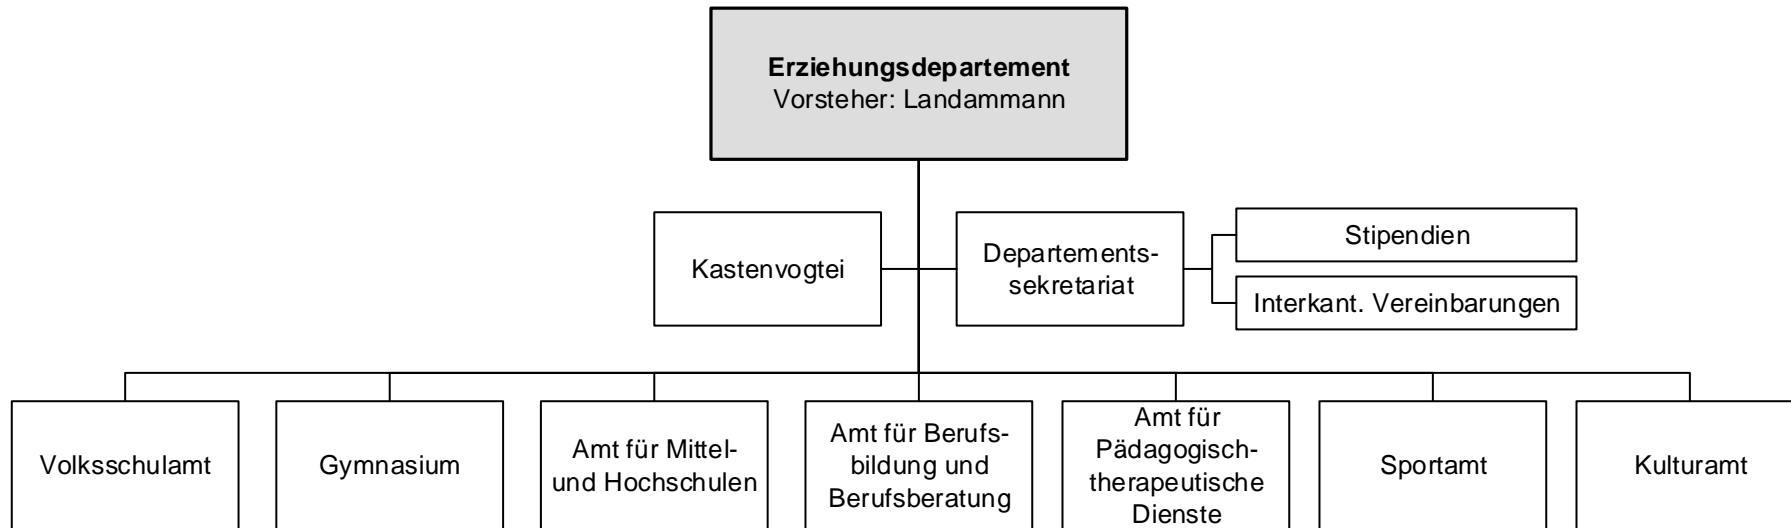 Erziehungsdepartement
Vorsteher: Landammann
Kastenvogtei
Departements-
sekretariat
Stipendien
Interkant. Vereinbarungen
Volksschulamt
Gymnasium
Amt für Mittel-
und Hochschulen
Amt für Berufs-
bildung und
Berufsberatung
Amt für
Pädagogisch-
therapeutische
Dienste
Sportamt
Kulturamt